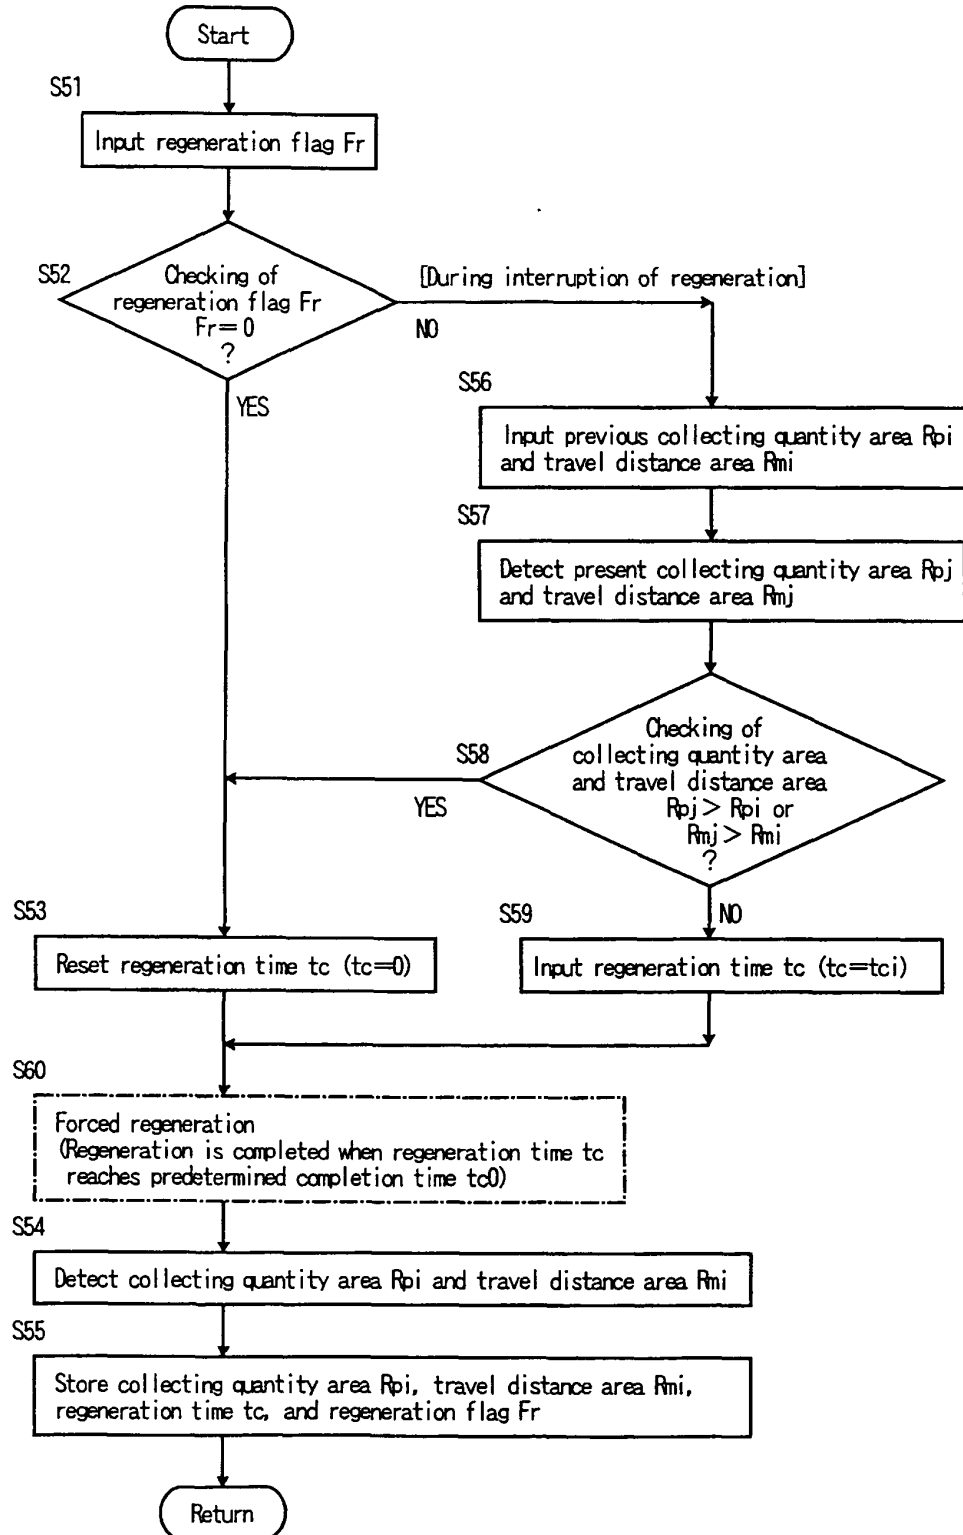 Start
S51
Input regeneration flag Fr
S52
Checking of
regeneration flag Fr
Fr=0
?
[During interruption of regeneration]
NO
YES
S56
Input previous collecting quantity area Rpi
and travel distance area Rmi
S57
Detect present collecting quantity area Rpj
and travel distance area Rmj
S58
Checking of
collecting quantity area
and travel distance area
Rpj > Rpi or
Rmj > Rmi
?
YES
NO
S53
Reset regeneration time tc (tc=0)
S59
Input regeneration time tc (tc=tci)
S60
Forced regeneration
(Regeneration is completed when regeneration time tc
reaches predetermined completion time tc0)
S54
Detect collecting quantity area Rpi and travel distance area Rmi
S55
Store collecting quantity area Rpi, travel distance area Rmi,
regeneration time tc, and regeneration flag Fr
Return